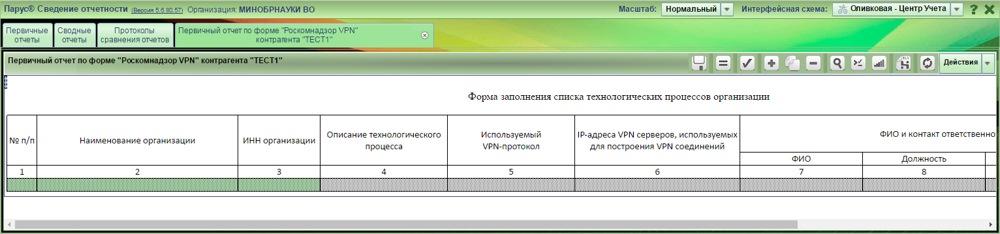 Парус® Сведение отчетности (Версия 5.6.80.57) Организация: МИНОБРНАУКИ ВО
Масштаб: Нормальный Интерфейсная схема: Оливковая - Центр Учета
Первичные
отчеты
Сводные
отчеты
Протоколы
сравнения отчетов
Первичный отчет по форме "Роскомнадзор VPN"
контрагента "ТЕСТ1"
Первичный отчет по форме "Роскомнадзор VPN" контрагента "ТЕСТ1"
XLS
Действия
Форма заполнения списка технологических процессов организации
№ п/п
Наименование организации
ИНН организации
Описание технологического
процесса
Используемый
VPN-протокол
IP-адреса VPN серверов, используемых
для построения VPN соединений
ФИО и контакт ответственно
ФИО
Должность
1 2 3 4 5 6 7 8